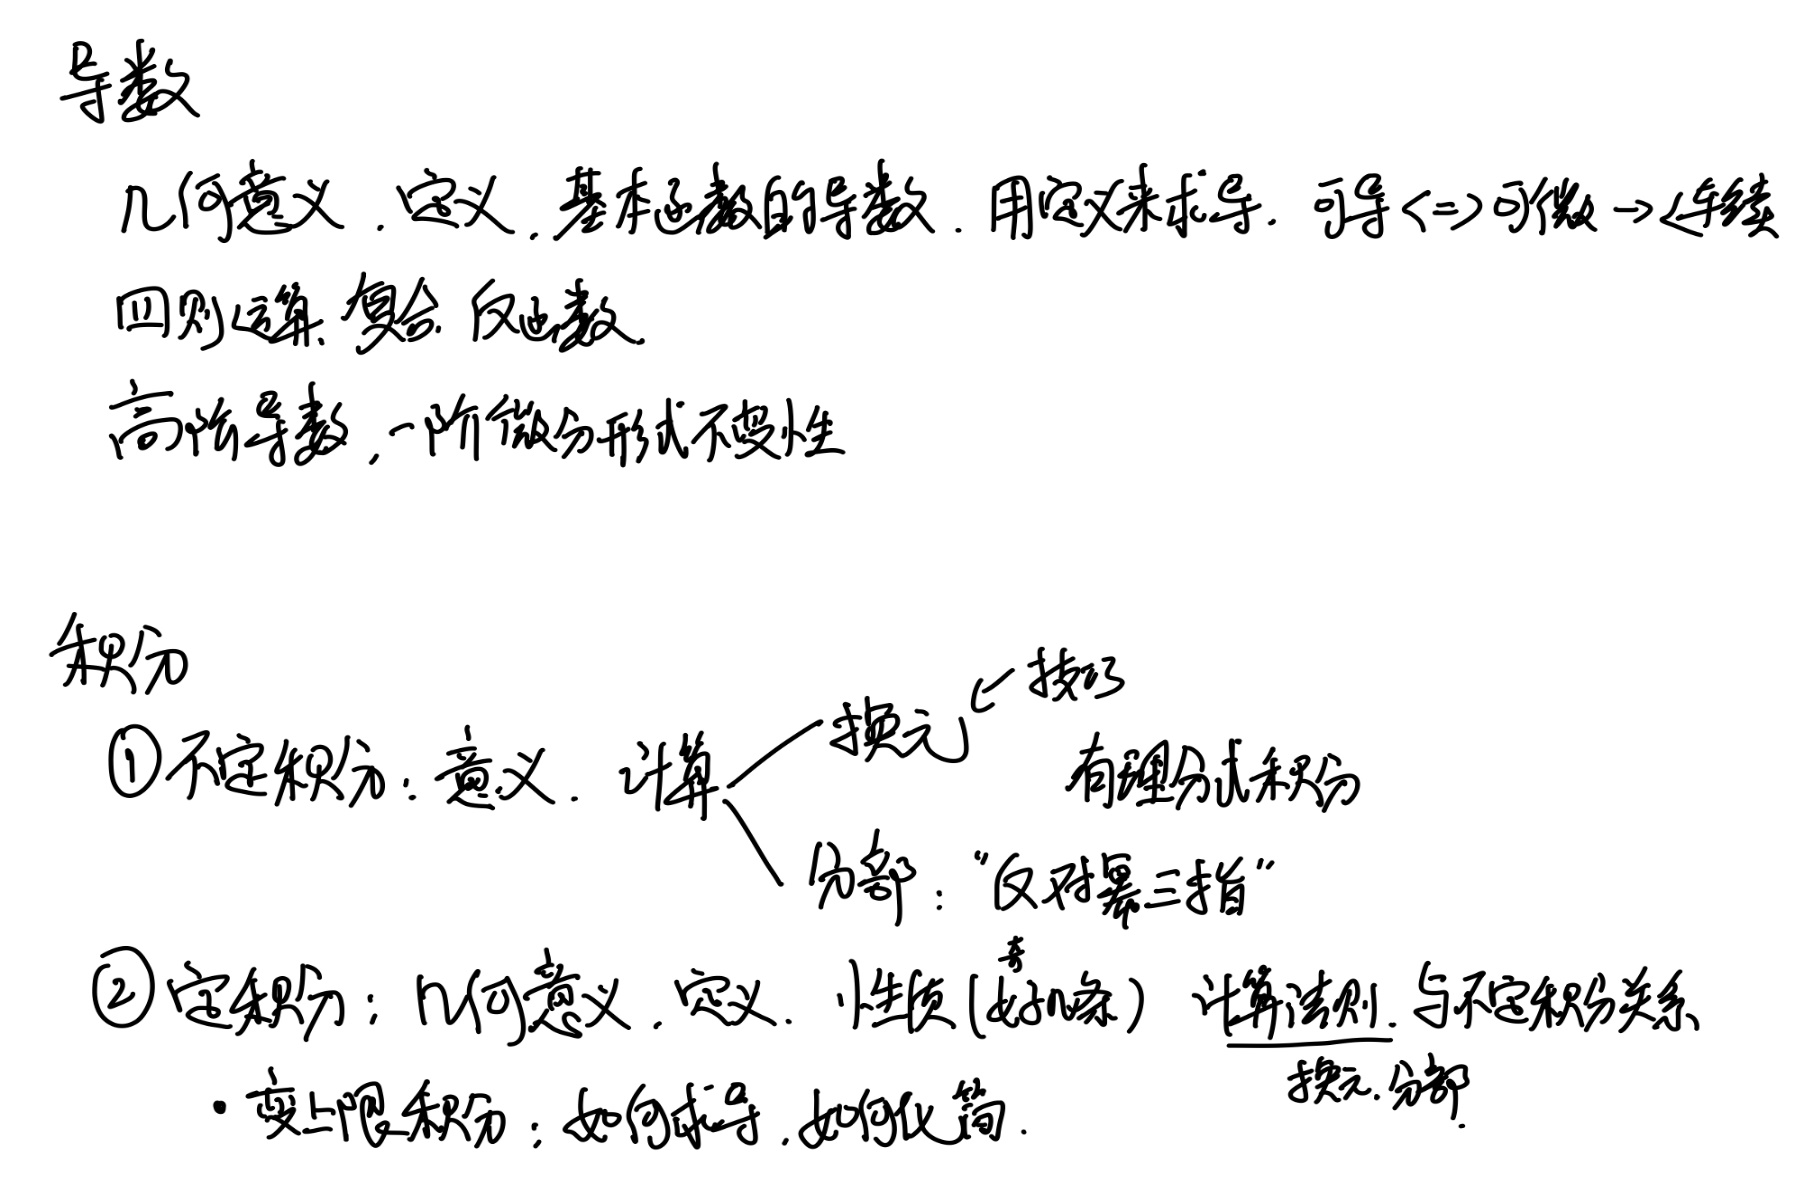 导数
几何意义、定义、基本函数的导数、用定义来求导、可导<=>可微→连续
四则运算、复合、反函数、
高阶导数,一阶微分形式不变性
积分
技巧
换元
①不定积分:意义、计算
有理分式积分
分部:“反对幂三指”
②定积分:几何意义、定义、性质(好几条) 计算法则、与不定积分关系
奇
换元、分部
•变上限积分:如何求导,如何化简.